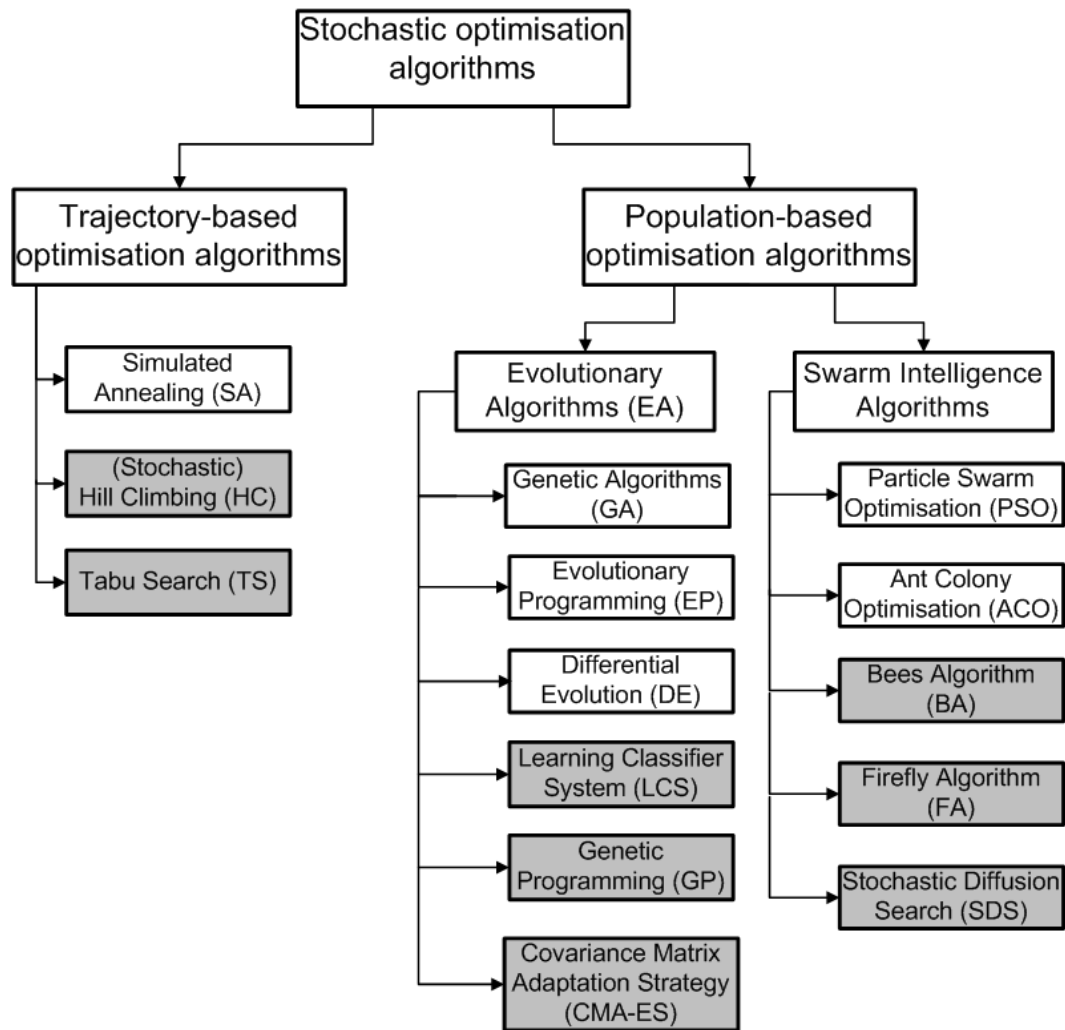 Stochastic optimisation
algorithms
Trajectory-based
optimisation algorithms
Population-based
optimisation algorithms
Simulated
Annealing (SA)
(Stochastic)
Hill Climbing (HC)
Tabu Search (TS)
Evolutionary
Algorithms (EA)
Genetic Algorithms
(GA)
Evolutionary
Programming (EP)
Differential
Evolution (DE)
Learning Classifier
System (LCS)
Genetic
Programming (GP)
Covariance Matrix
Adaptation Strategy
(CMA-ES)
Swarm Intelligence
Algorithms
Particle Swarm
Optimisation (PSO)
Ant Colony
Optimisation (ACO)
Bees Algorithm
(BA)
Firefly Algorithm
(FA)
Stochastic Diffusion
Search (SDS)